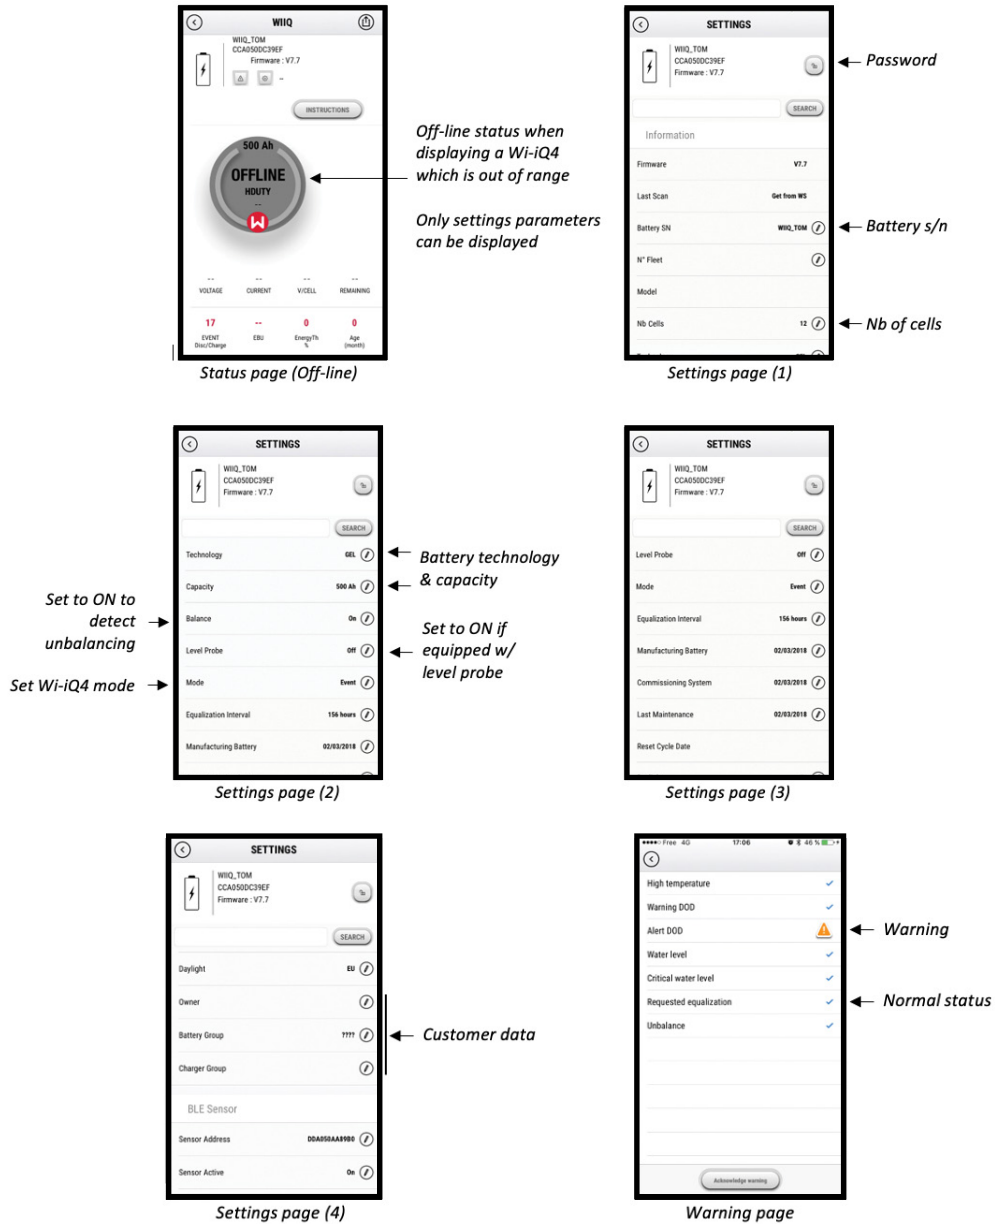 WIIQ
WIIQ_TOM
CCA050DC39EF
Firmware : V7.7
--
INSTRUCTIONS
500 Ah
OFFLINE
HDUTY
--
-- -- -- --
VOLTAGE CURRENT V/CELL REMAINING
17 -- 0 0
EVENT EBU EnergyTh Age
Disc/Charge % (month)
Off-line status when
displaying a Wi-iQ4
which is out of range
Only settings parameters
can be displayed
Status page (Off-line)
SETTINGS
WIIQ_TOM
CCA050DC39EF
Firmware : V7.7
Password
SEARCH
Information
Firmware V7.7
Last Scan Get from WS
Battery SN WIIQ_TOM
Battery s/n
N° Fleet
Model
Nb Cells 12
Nb of cells
Settings page (1)
SETTINGS
WIIQ_TOM
CCA050DC39EF
Firmware : V7.7
SEARCH
Technology GEL
Capacity 500 Ah
Balance On
Level Probe Off
Mode Event
Equalization Interval 156 hours
Manufacturing Battery 02/03/2018
Battery technology
& capacity
Set to ON to
detect
unbalancing
Set to ON if
equipped w/
level probe
Set Wi-iQ4 mode
Settings page (2)
SETTINGS
WIIQ_TOM
CCA050DC39EF
Firmware : V7.7
SEARCH
Level Probe Off
Mode Event
Equalization Interval 156 hours
Manufacturing Battery 02/03/2018
Commissioning System 02/03/2018
Last Maintenance 02/03/2018
Reset Cycle Date
Settings page (3)
SETTINGS
WIIQ_TOM
CCA050DC39EF
Firmware : V7.7
SEARCH
Daylight EU
Owner
Battery Group ????
Charger Group
Customer data
BLE Sensor
Sensor Address DDA050AA89B0
Sensor Active On
Settings page (4)
Free 4G 17:06 46 %
High temperature
Warning DOD
Alert DOD
Warning
Water level
Critical water level
Requested equalization
Normal status
Unbalance
Acknowledge warning
Warning page